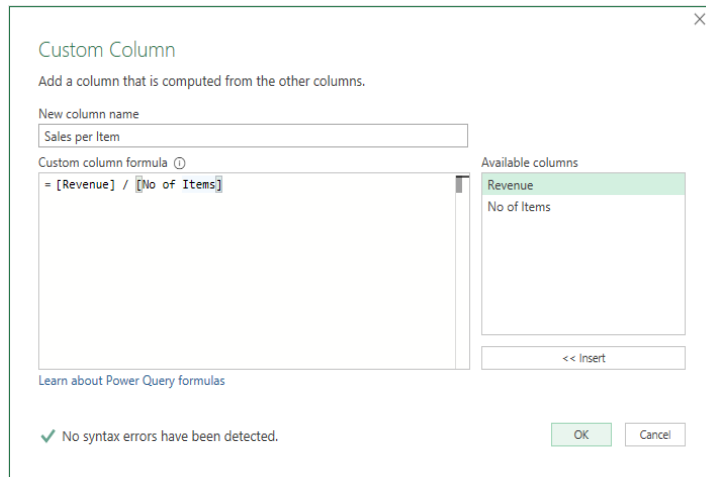 Custom Column
Add a column that is computed from the other columns.
New column name
Sales per Item
Custom column formula
Available columns
= [Revenue] / [No of Items]
Revenue
No of Items
<< Insert
Learn about Power Query formulas
No syntax errors have been detected.
OK
Cancel